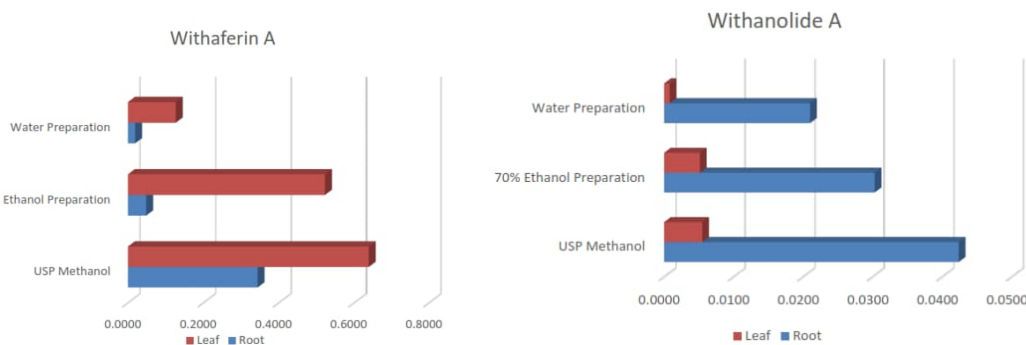 Withaferin A
Water Preparation
Ethanol Preparation
USP Methanol
0.0000 0.2000 0.4000 0.6000 0.8000
Leaf Root
Withanolide A
Water Preparation
70% Ethanol Preparation
USP Methanol
0.0000 0.0100 0.0200 0.0300 0.0400 0.0500
Leaf Root